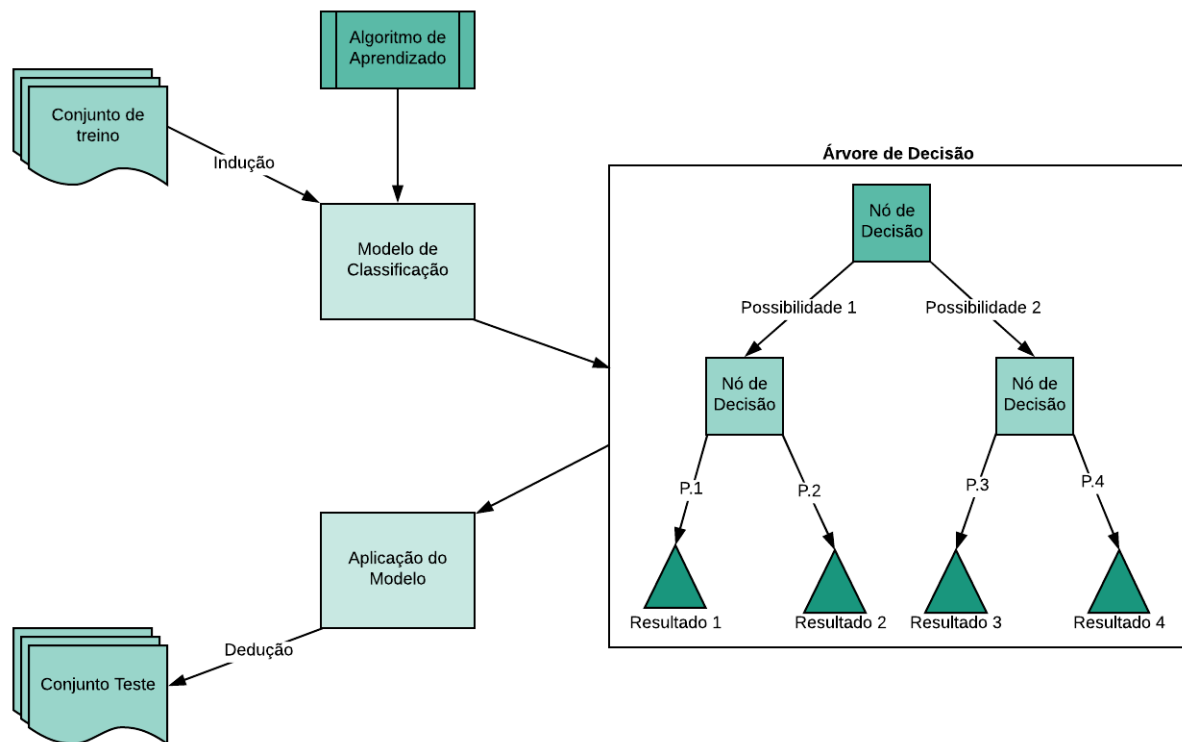 Algoritmo de
Aprendizado
Conjunto de
treino
Indução
Modelo de
Classificação
Árvore de Decisão
Nó de
Decisão
Possibilidade 1
Possibilidade 2
Nó de
Decisão
Nó de
Decisão
P.1
P.2
P.3
P.4
Resultado 1
Resultado 2
Resultado 3
Resultado 4
Aplicação do
Modelo
Dedução
Conjunto Teste